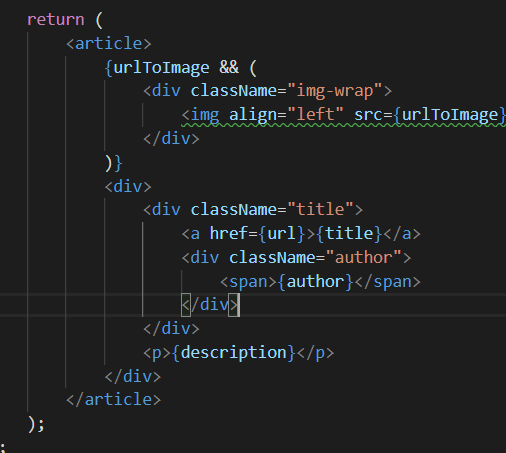 return (
<article>
{urlToImage && (
<div className="img-wrap">
<img align="left" src={urlToImage}
</div>
)}
<div>
<div className="title">
<a href={url}>{title}</a>
<div className="author">
<span>{author}</span>
</div>
</div>
<p>{description}</p>
</div>
</article>
);
;